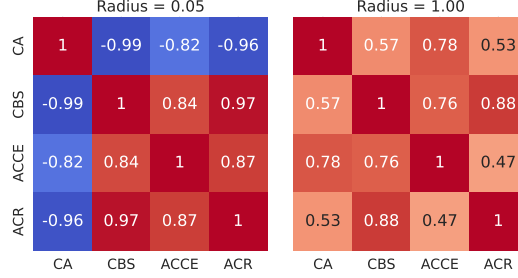 Radius = 0.05
CA 1 -0.99 -0.82 -0.96
CBS -0.99 1 0.84 0.97
ACCE -0.82 0.84 1 0.87
ACR -0.96 0.97 0.87 1
CA CBS ACCE ACR
Radius = 1.00
1 0.57 0.78 0.53
0.57 1 0.76 0.88
0.78 0.76 1 0.47
0.53 0.88 0.47 1
CA CBS ACCE ACR